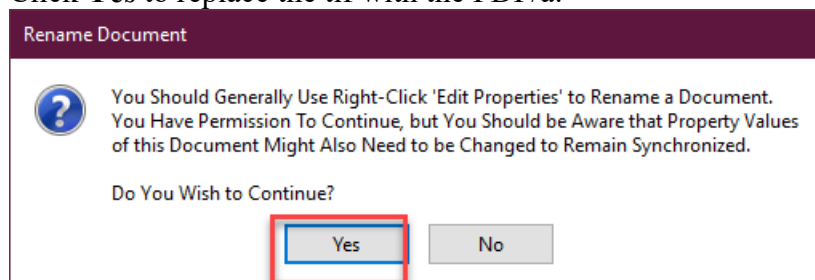 Rename Document
You Should Generally Use Right-Click 'Edit Properties' to Rename a Document.
You Have Permission To Continue, but You Should be Aware that Property Values
of this Document Might Also Need to be Changed to Remain Synchronized.
Do You Wish to Continue?
Yes No